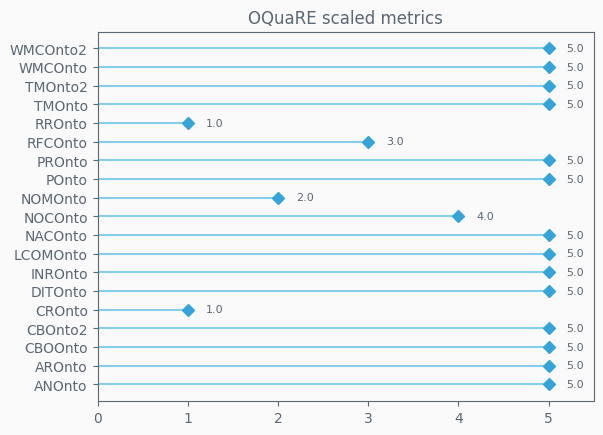 OQuaRE scaled metrics
WMCOnto2 5.0
WMCOnto 5.0
TMOnto2 5.0
TMOnto 5.0
RROnto 1.0
RFCOnto 3.0
PROnto 5.0
POnto 5.0
NOMOnto 2.0
NOCOnto 4.0
NACOnto 5.0
LCOMOnto 5.0
INROnto 5.0
DITOnto 5.0
CROnto 1.0
CBOnto2 5.0
CBOOnto 5.0
AROnto 5.0
ANOnto 5.0
0 1 2 3 4 5